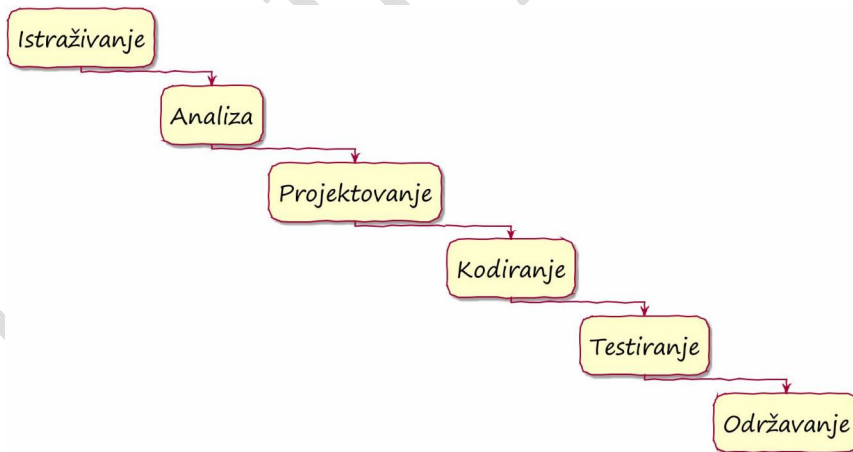 Istraživanje
Analiza
Projektovanje
Kodiranje
Testiranje
Održavanje